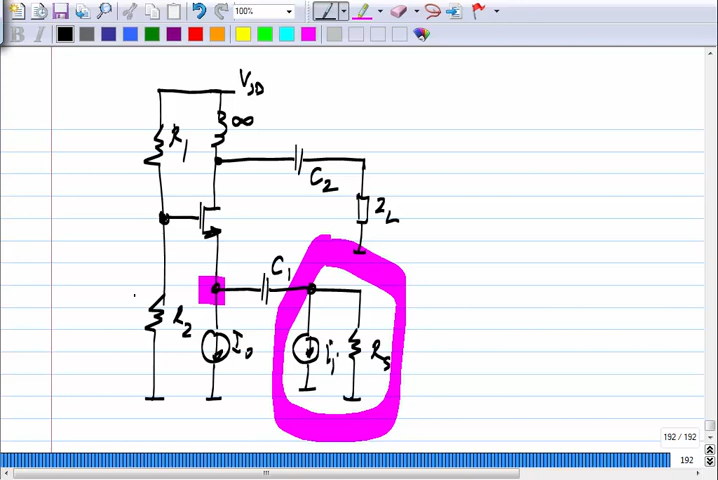 100%
B I
VDD
∞
R1
C2
ZL
C1
R2
I0
ii
Rs
192 / 192
192